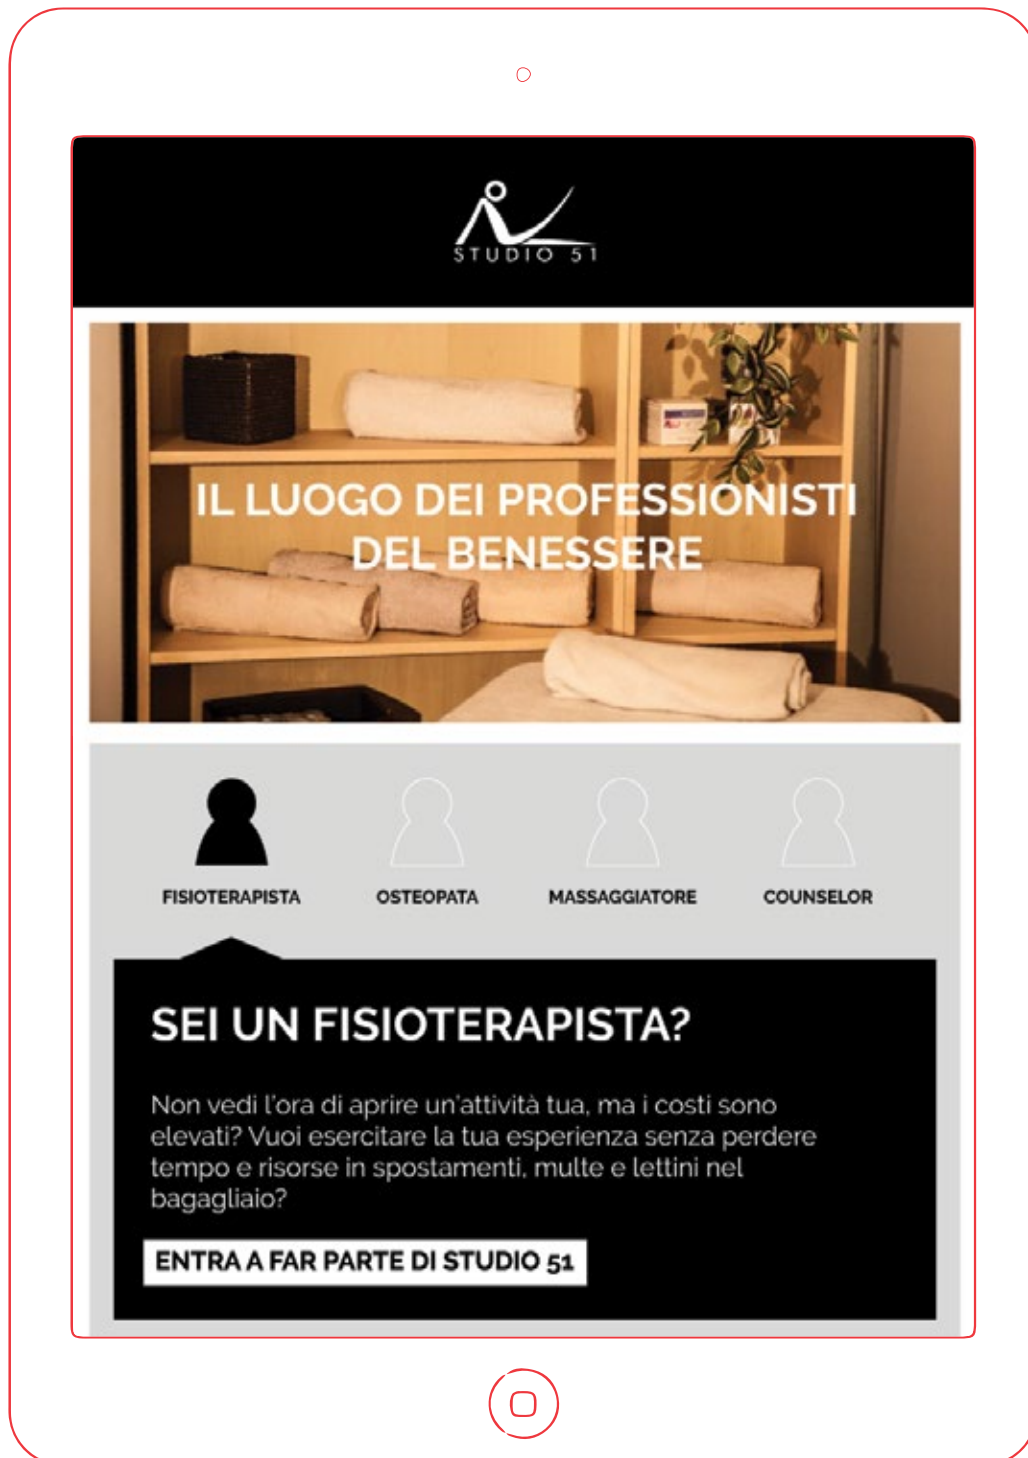 STUDIO 51
IL LUOGO DEI PROFESSIONISTI
DEL BENESSERE
FISIOTERAPISTA
OSTEOPATA
MASSAGGIATORE
COUNSELOR
SEI UN FISIOTERAPISTA?
Non vedi l'ora di aprire un'attività tua, ma i costi sono
elevati? Vuoi esercitare la tua esperienza senza perdere
tempo e risorse in spostamenti, multe e lettini nel
bagagliaio?
ENTRA A FAR PARTE DI STUDIO 51